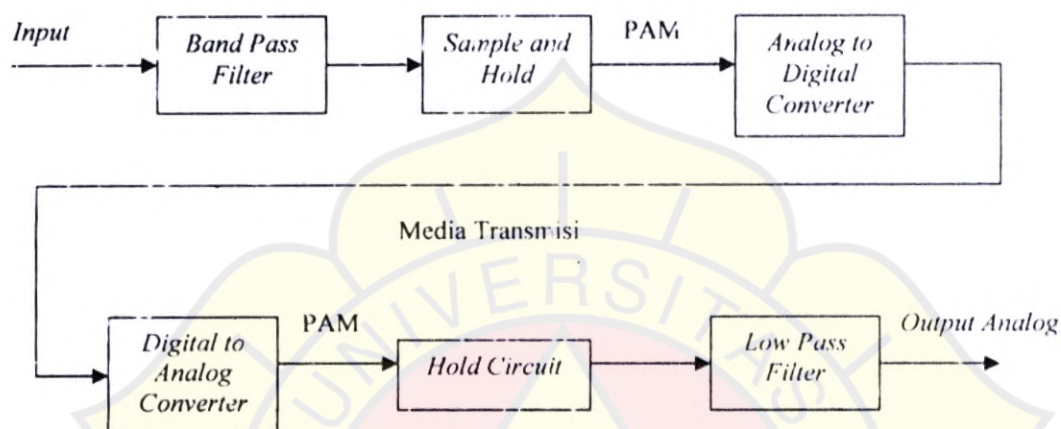 Input
Band Pass
Filter
Sample and
Hold
PAM
Analog to
Digital
Converter
Media Transmisi
UNIVERSITAS
Digital to
Analog
Converter
PAM
Hold Circuit
Low Pass
Filter
Output Analog